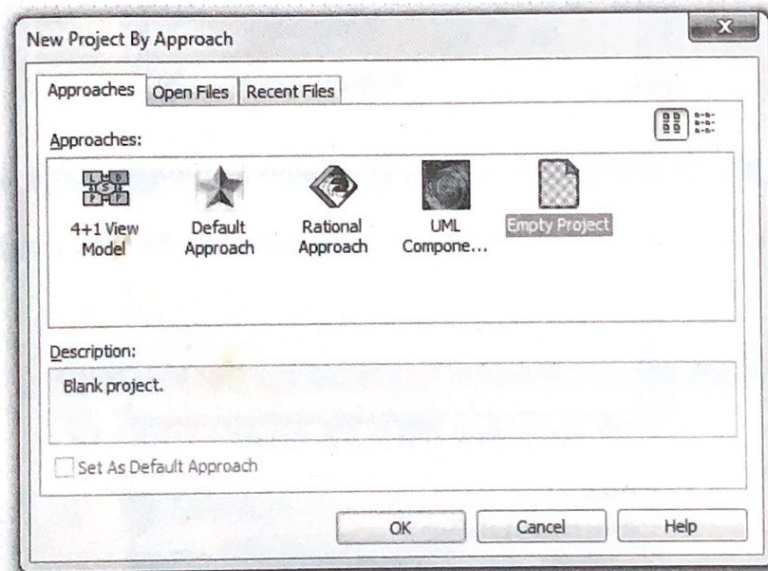 New Project By Approach
X
Approaches
Open Files
Recent Files
Approaches:
4+1 View
Model
Default
Approach
Rational
Approach
UML
Compone...
Empty Project
Description:
Blank project.
Set As Default Approach
OK
Cancel
Help